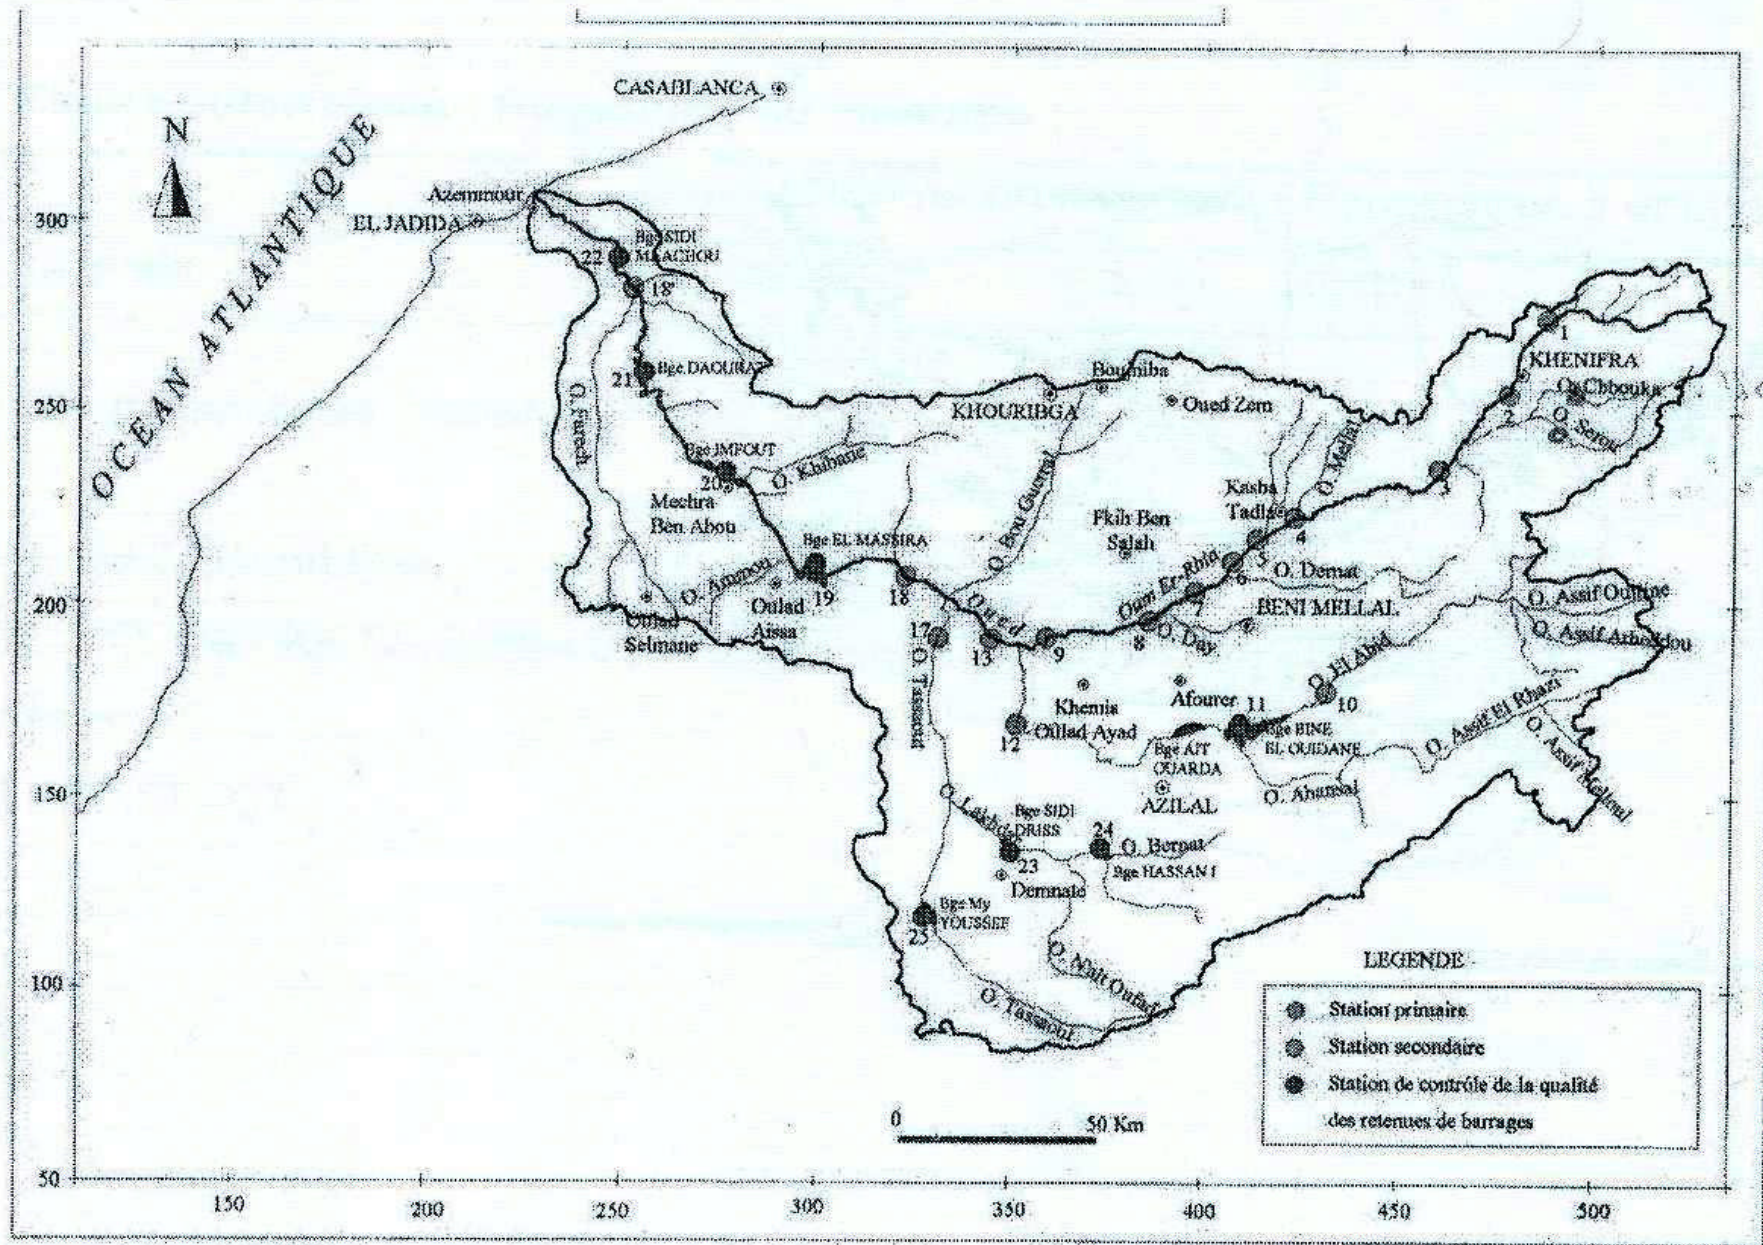 CASABLANCA
N
OCEAN ATLANTIQUE
Azemmour
EL JADIDA
300
250
200
150
100
50
Bge SIDI
MAACHOU
22
18'
21
Bge DAOURAT
O. Faregh
Bge IMFOUT
20
O. Khibane
Mechra
Ben Abou
Bge EL MASSIRA
O. Ammou
19
18
Oulad
Aissa
Oulad
Selmane
KHOURIBGA
Boujniba
Oued Zem
O. Bou Guerral
Fkih Ben
Salah
Kasba
Tadla
O. Mellah
1
KHENIFRA
O. Chbouka
2
O. Serou
3
4
5
6
O. Dernat
7
Oued
Oum Er-Rbia
BENI MELLAL
O. Day
8
9
13
17
O. Tassaout
O. Assif Ouirine
O. Assif
O. El Abid
10
Khemis
Oulad Ayad
12
Afourer
11
Bge BINE
EL OUIDANE
Bge AIT
OUARDA
AZILAL
O. Assif El Rhazi
O. Assif Melloul
O. Ahansal
O. Lakhdar
Bge SIDI
DRISS
23
24
O. Bernat
Bge HASSAN I
Demnate
Bge My
YOUSSEF
25
O. Tassaout
LEGENDE
Station primaire
Station secondaire
Station de contrôle de la qualité
des retenues de barrages
0
50 Km
150
200
250
300
350
400
450
500